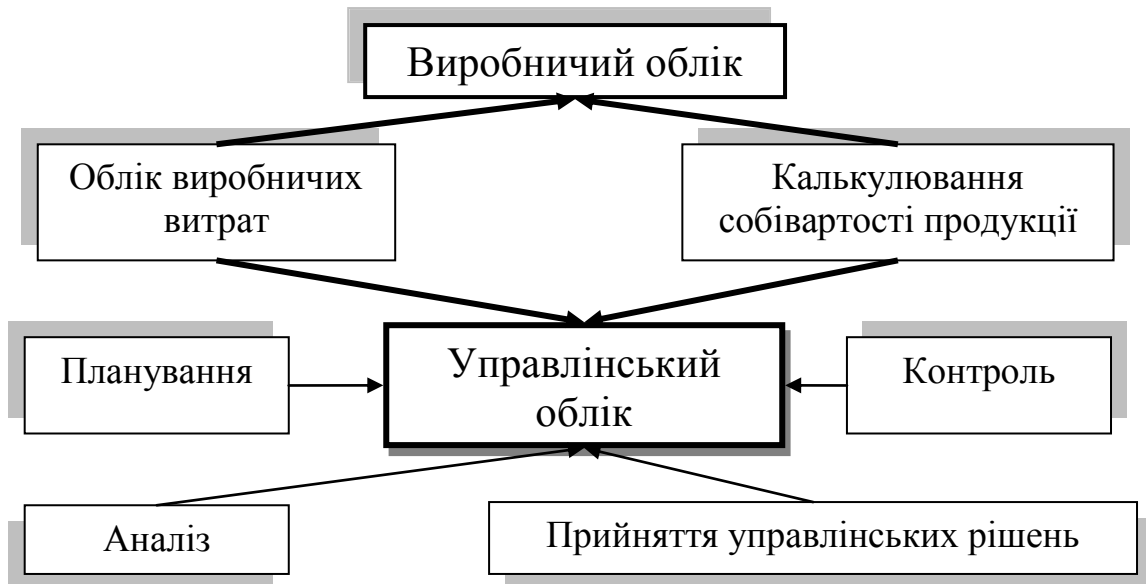 Виробничий облік
Облік виробничих
витрат
Калькулювання
собівартості продукції
Планування
Управлінський
облік
Контроль
Аналіз
Прийняття управлінських рішень